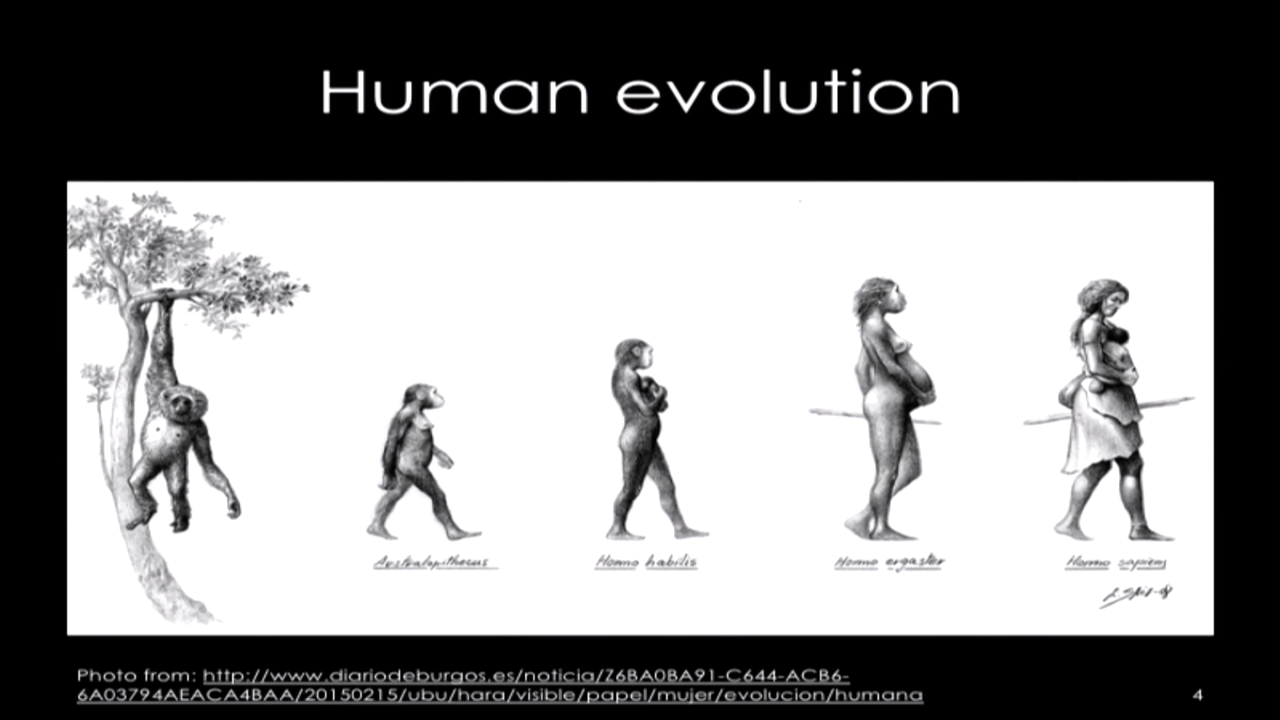 Human evolution
Australopithecus
Homo habilis
Homo ergaster
Homo sapiens
Photo from: http://www.diariodeburgos.es/noticia/Z6BA0BA91-C644-ACB6-
6A03794AEACA4BAA/20150215/ubu/hara/visible/papel/mujer/evolucion/humana
4